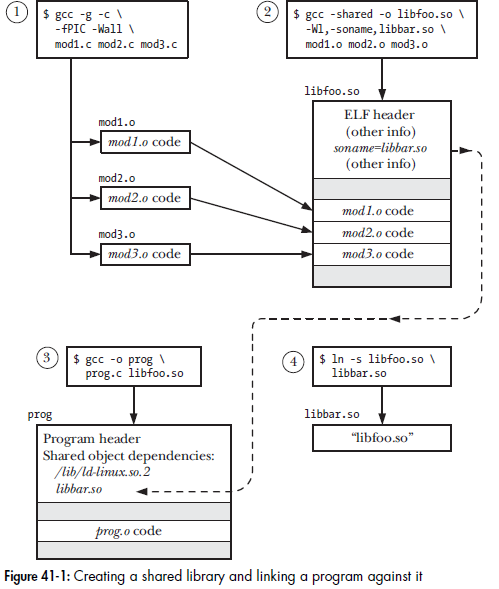 1
$ gcc -g -c \
-fPIC -Wall \
mod1.c mod2.c mod3.c
2
$ gcc -shared -o libfoo.so \
-Wl,-soname,libbar.so \
mod1.o mod2.o mod3.o
libfoo.so
ELF header
(other info)
soname=libbar.so
(other info)
mod1.o code
mod2.o code
mod3.o code
mod1.o
mod1.o code
mod2.o
mod2.o code
mod3.o
mod3.o code
3
$ gcc -o prog \
prog.c libfoo.so
prog
Program header
Shared object dependencies:
/lib/ld-linux.so.2
libbar.so
prog.o code
4
$ ln -s libfoo.so \
libbar.so
libbar.so
“libfoo.so”
Figure 41-1: Creating a shared library and linking a program against it